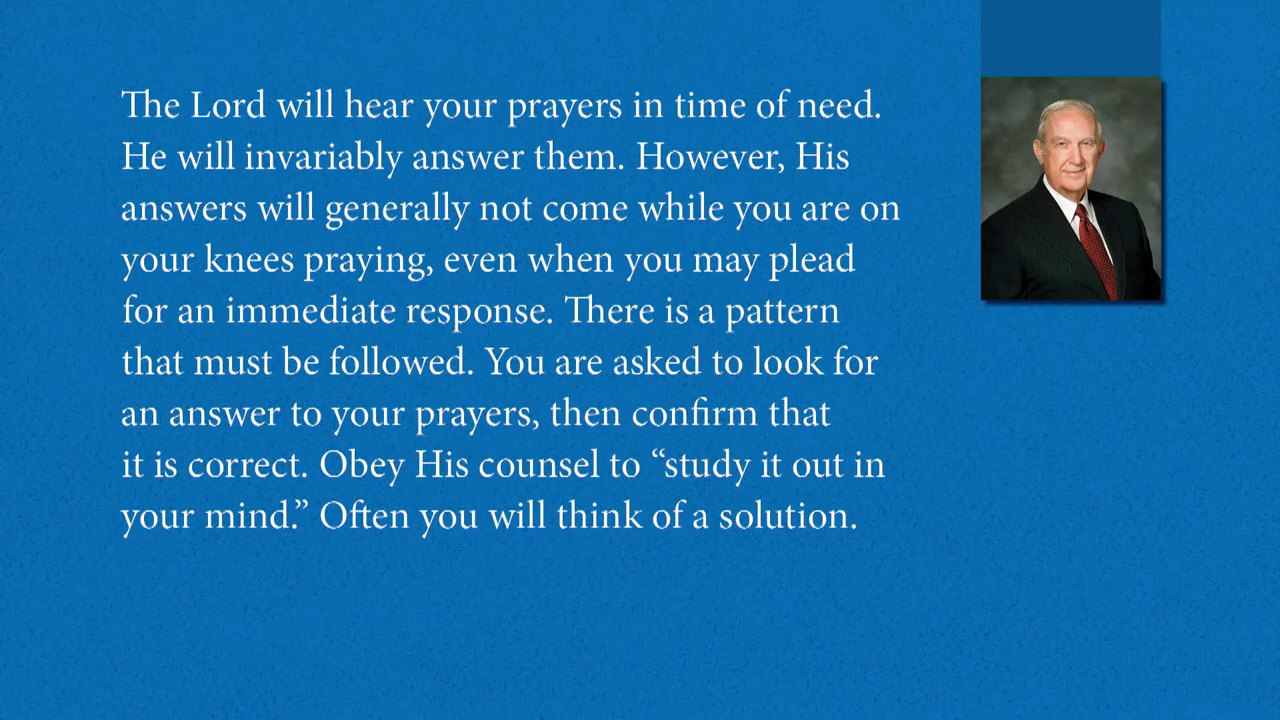 The Lord will hear your prayers in time of need.
He will invariably answer them. However, His
answers will generally not come while you are on
your knees praying, even when you may plead
for an immediate response. There is a pattern
that must be followed. You are asked to look for
an answer to your prayers, then confirm that
it is correct. Obey His counsel to “study it out in
your mind.” Often you will think of a solution.